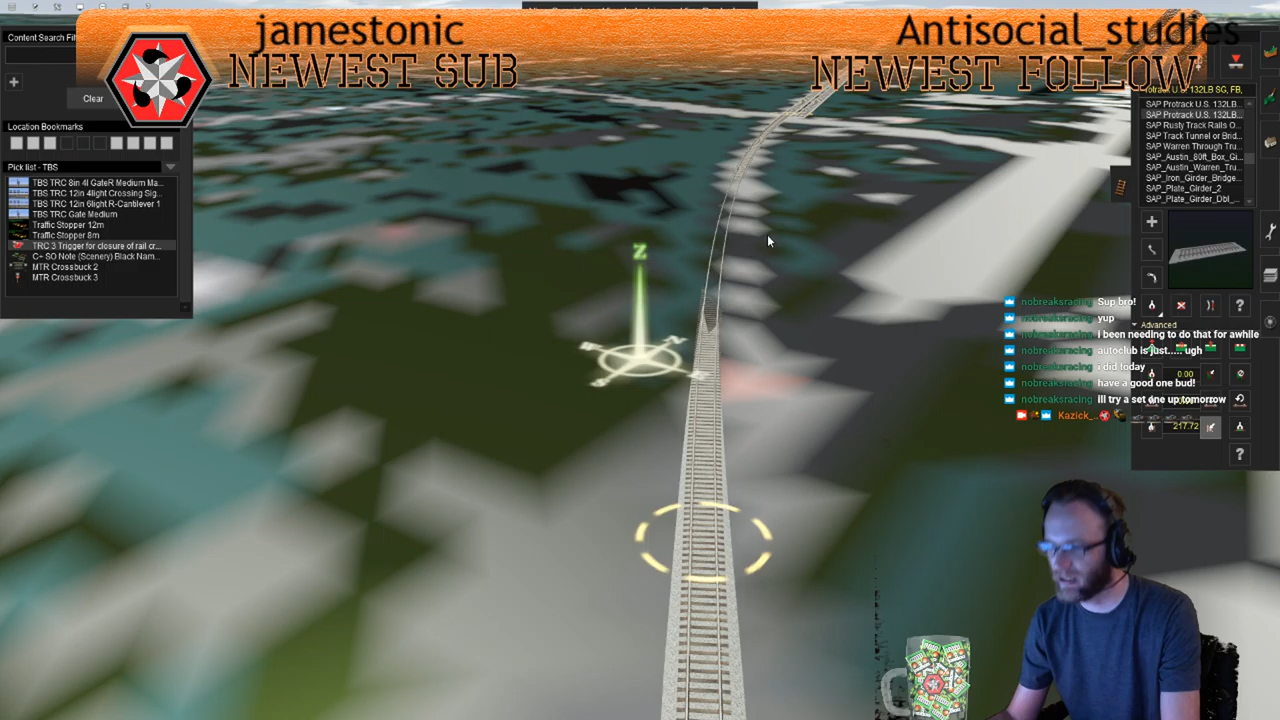 jamestonic
NEWEST SUB
Antisocial_studies
NEWEST FOLLOW
Content Search
Clear
Location Bookmarks
Pick list - TBS
TBS TRC 8in 4l GateR Medium Ma...
TBS TRC 12in 4light Crossing Sig...
TBS TRC 12in 6light R-Cantilever 1
TBS TRC Gate Medium
Traffic Stopper 12m
Traffic Stopper 8m
TRC 3 Trigger for closure of rail cr...
C+ SO Note (Scenery) Black Nam...
MTR Crossbuck 2
MTR Crossbuck 3
Z
Protrack U.S. 132LB SG, FB,
SAP Protrack U.S. 132LB...
SAP Protrack U.S. 132LB...
SAP Rusty Track Rails O...
SAP Track Tunnel or Brid...
SAP Warren Through Tru...
SAP_Austin_80ft_Box_Gi...
SAP_Austin_Warren_Tr...
SAP_Iron_Girder_Bridge...
SAP_Plate_Girder_2
SAP_Plate_Girder_Dbl_...
nobreaksracing Sup bro!
nobreaksracing yup
Advanced
nobreaksracing i been needing to do that for awhile
nobreaksracing autoclub is just..... ugh
nobreaksracing i did today
0.00
nobreaksracing have a good one bud!
nobreaksracing ill try a set one up tomorrow
Kazick_
217.72